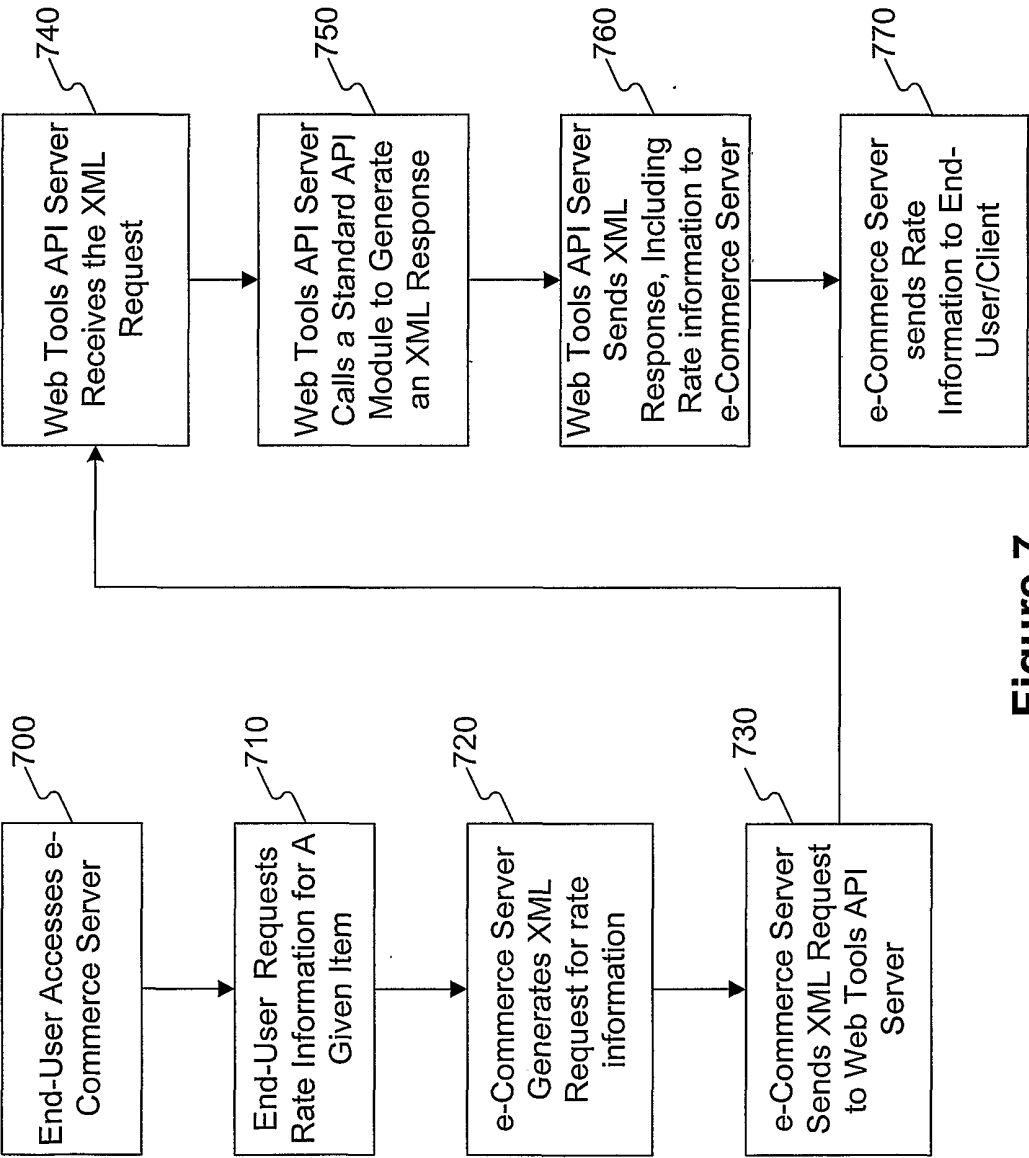 700
End-User Accesses e-
Commerce Server
710
End-User Requests
Rate Information for A
Given Item
720
e-Commerce Server
Generates XML
Request for rate
information
730
e-Commerce Server
Sends XML Request
to Web Tools API
Server
740
Web Tools API Server
Receives the XML
Request
750
Web Tools API Server
Calls a Standard API
Module to Generate
an XML Response
760
Web Tools API Server
Sends XML
Response, Including
Rate information to
e-Commerce Server
770
e-Commerce Server
sends Rate
Information to End-
User/Client
Figure 7